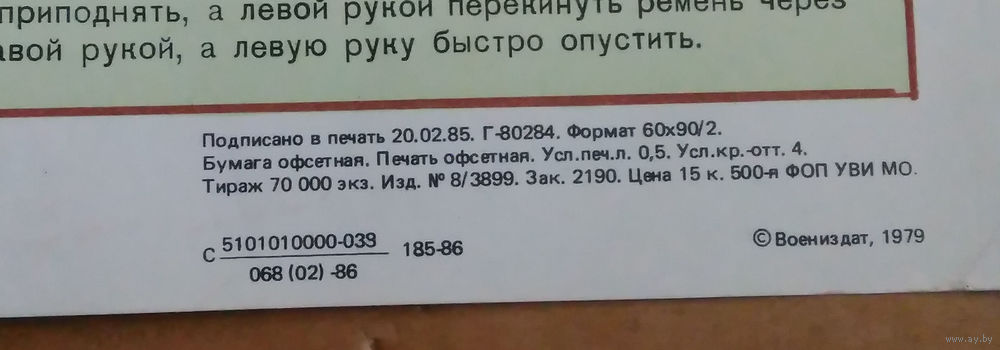 приподнять, а левой рукой перекинуть ремень через
авой рукой, а левую руку быстро опустить.
Подписано в печать 20.02.85. Г-80284. Формат 60х90/2.
Бумага офсетная. Печать офсетная. Усл.печ.л. 0,5. Усл.кр.-отт. 4.
Тираж 70 000 экз. Изд. № 8/3899. Зак. 2190. Цена 15 к. 500-я ФОП УВИ МО.
С 5101010000-039 185-86
068 (02) -86
© Воениздат, 1979
www.ay.by